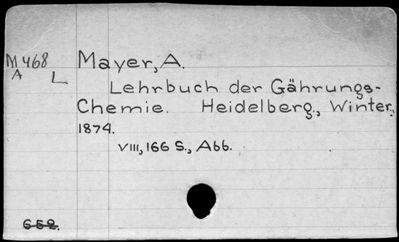 M 468 Mayer, A.
A L
Lehrbuch der Gährungs-
Chemie. Heidelberg., Winter,
1874.
VIII, 166 S., Abb.
652.